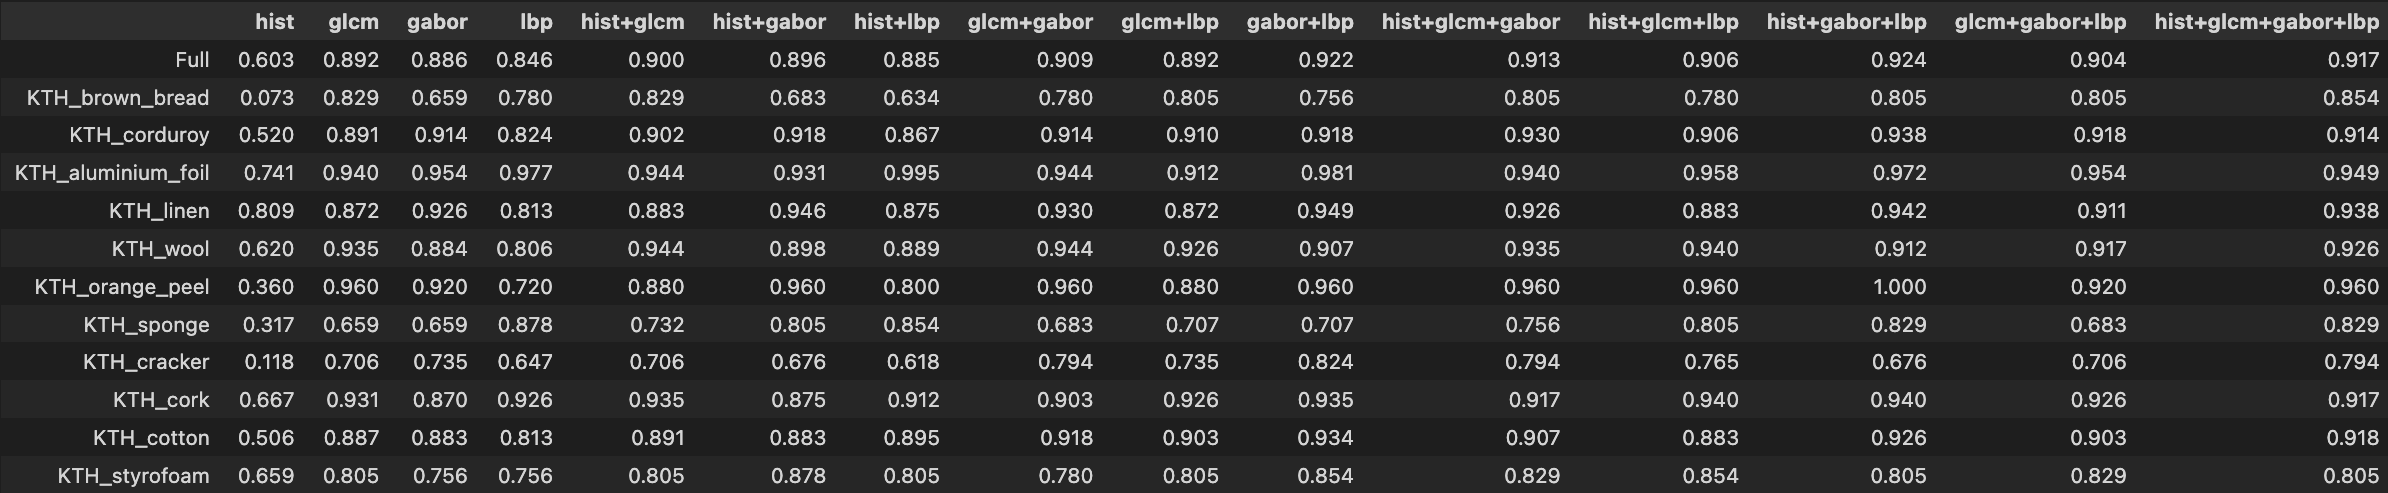 hist glcm gabor lbp hist+glcm hist+gabor hist+lbp glcm+gabor glcm+lbp gabor+lbp hist+glcm+gabor hist+glcm+lbp hist+gabor+lbp glcm+gabor+lbp hist+glcm+gabor+lbp
Full 0.603 0.892 0.886 0.846 0.900 0.896 0.885 0.909 0.892 0.922 0.913 0.906 0.924 0.904 0.917
KTH_brown_bread 0.073 0.829 0.659 0.780 0.829 0.683 0.634 0.780 0.805 0.756 0.805 0.780 0.805 0.805 0.854
KTH_corduroy 0.520 0.891 0.914 0.824 0.902 0.918 0.867 0.914 0.910 0.918 0.930 0.906 0.938 0.918 0.914
KTH_aluminium_foil 0.741 0.940 0.954 0.977 0.944 0.931 0.995 0.944 0.912 0.981 0.940 0.958 0.972 0.954 0.949
KTH_linen 0.809 0.872 0.926 0.813 0.883 0.946 0.875 0.930 0.872 0.949 0.926 0.883 0.942 0.911 0.938
KTH_wool 0.620 0.935 0.884 0.806 0.944 0.898 0.889 0.944 0.926 0.907 0.935 0.940 0.912 0.917 0.926
KTH_orange_peel 0.360 0.960 0.920 0.720 0.880 0.960 0.800 0.960 0.880 0.960 0.960 0.960 1.000 0.920 0.960
KTH_sponge 0.317 0.659 0.659 0.878 0.732 0.805 0.854 0.683 0.707 0.707 0.756 0.805 0.829 0.683 0.829
KTH_cracker 0.118 0.706 0.735 0.647 0.706 0.676 0.618 0.794 0.735 0.824 0.794 0.765 0.676 0.706 0.794
KTH_cork 0.667 0.931 0.870 0.926 0.935 0.875 0.912 0.903 0.926 0.935 0.917 0.940 0.940 0.926 0.917
KTH_cotton 0.506 0.887 0.883 0.813 0.891 0.883 0.895 0.918 0.903 0.934 0.907 0.883 0.926 0.903 0.918
KTH_styrofoam 0.659 0.805 0.756 0.756 0.805 0.878 0.805 0.780 0.805 0.854 0.829 0.854 0.805 0.829 0.805